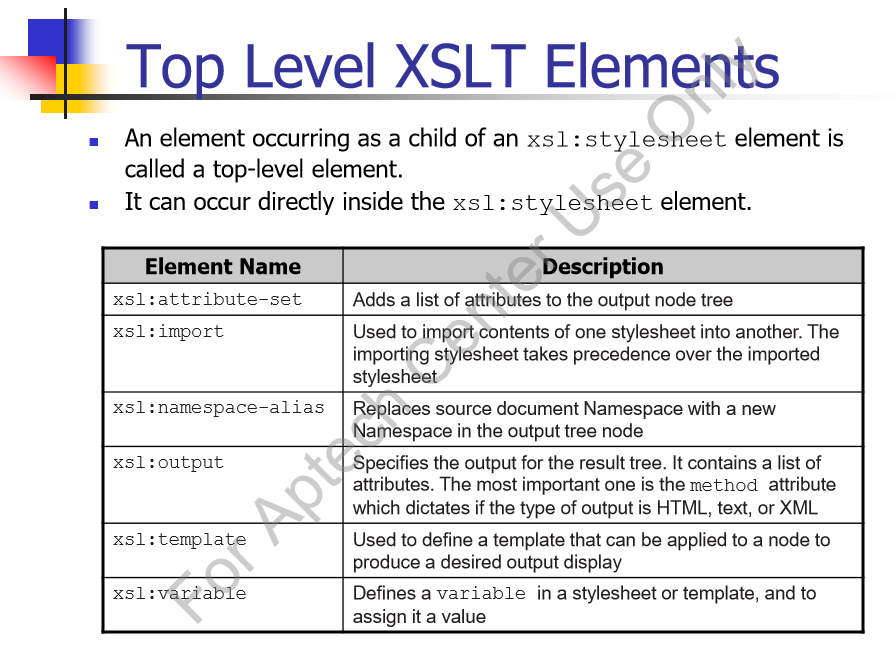 Top Level XSLT Elements
An element occurring as a child of an xsl:stylesheet element is
called a top-level element.
It can occur directly inside the xsl:stylesheet element.
Element Name Description
xsl:attribute-set Adds a list of attributes to the output node tree
xsl:import Used to import contents of one stylesheet into another. The
importing stylesheet takes precedence over the imported
stylesheet
xsl:namespace-alias Replaces source document Namespace with a new
Namespace in the output tree node
xsl:output Specifies the output for the result tree. It contains a list of
attributes. The most important one is the method attribute
which dictates if the type of output is HTML, text, or XML
xsl:template Used to define a template that can be applied to a node to
produce a desired output display
xsl:variable Defines a variable in a stylesheet or template, and to
assign it a value
For Aptech Center Use Only